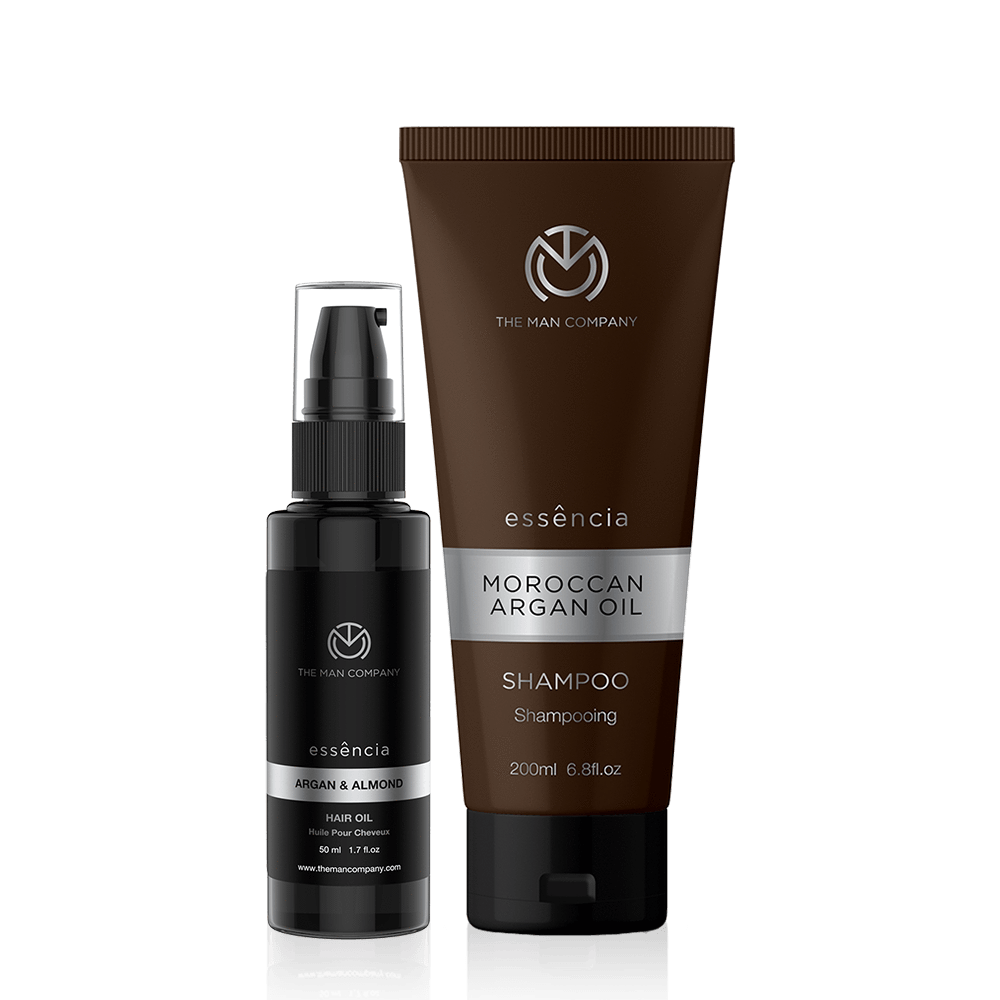 THE MAN COMPANY
essência
ARGAN & ALMOND
HAIR OIL
Huile Pour Cheveux
50 ml 1.7 fl.oz
www.themancompany.com
THE MAN COMPANY
essência
MOROCCAN
ARGAN OIL
SHAMPOO
Shampooing
200ml 6.8fl.oz